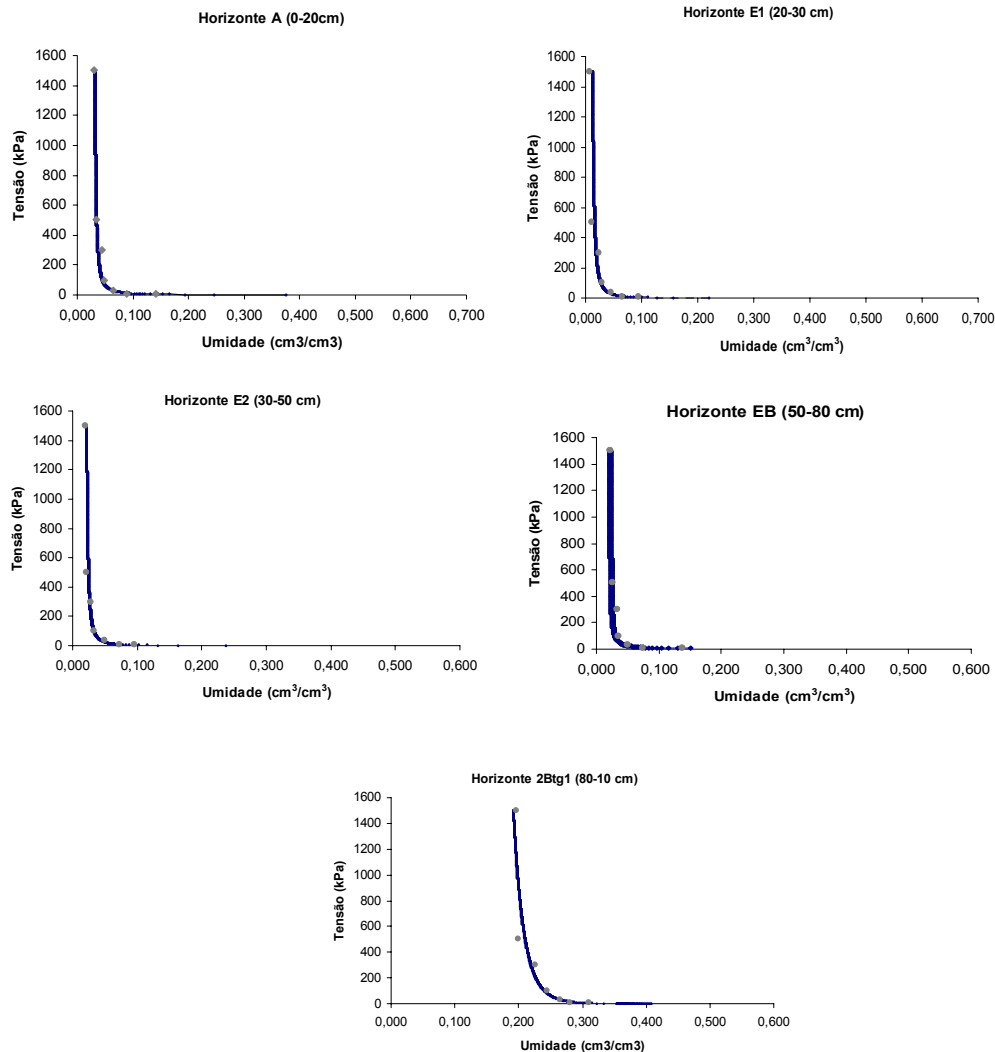 Horizonte A (0-20cm)
1600
1400
1200
1000
800
600
400
200
0
Tensão (kPa)
0,000 0,100 0,200 0,300 0,400 0,500 0,600 0,700
Umidade (cm3/cm3)
Horizonte E1 (20-30 cm)
1600
1400
1200
1000
800
600
400
200
0
Tensão (kPa)
0,000 0,100 0,200 0,300 0,400 0,500 0,600 0,700
Umidade (cm³/cm³)
Horizonte E2 (30-50 cm)
1600
1400
1200
1000
800
600
400
200
0
Tensão (kPa)
0,000 0,100 0,200 0,300 0,400 0,500 0,600
Umidade (cm³/cm³)
Horizonte EB (50-80 cm)
1600
1400
1200
1000
800
600
400
200
0
Tensão (kPa)
0,000 0,100 0,200 0,300 0,400 0,500 0,600
Umidade (cm³/cm³)
Horizonte 2Btg1 (80-10 cm)
1600
1400
1200
1000
800
600
400
200
0
Tensão (kPa)
0,000 0,100 0,200 0,300 0,400 0,500 0,600
Umidade (cm3/cm3)